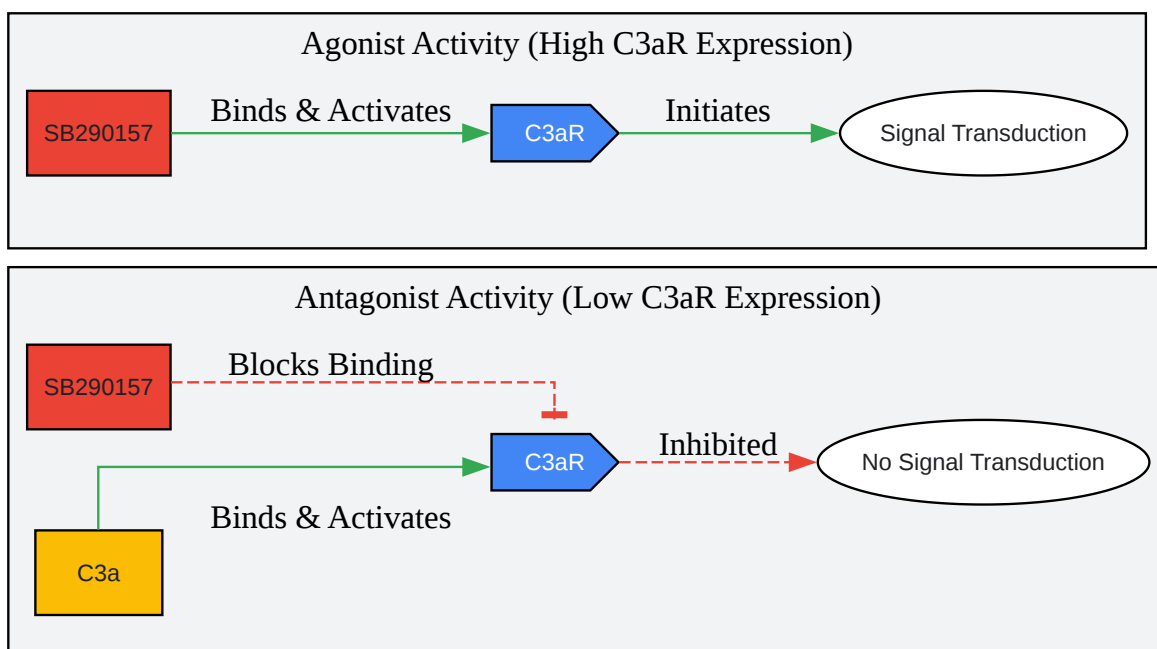 Agonist Activity (High C3aR Expression)
SB290157
Binds & Activates
C3aR
Initiates
Signal Transduction
Antagonist Activity (Low C3aR Expression)
SB290157
Blocks Binding
C3aR
Inhibited
No Signal Transduction
Binds & Activates
C3a